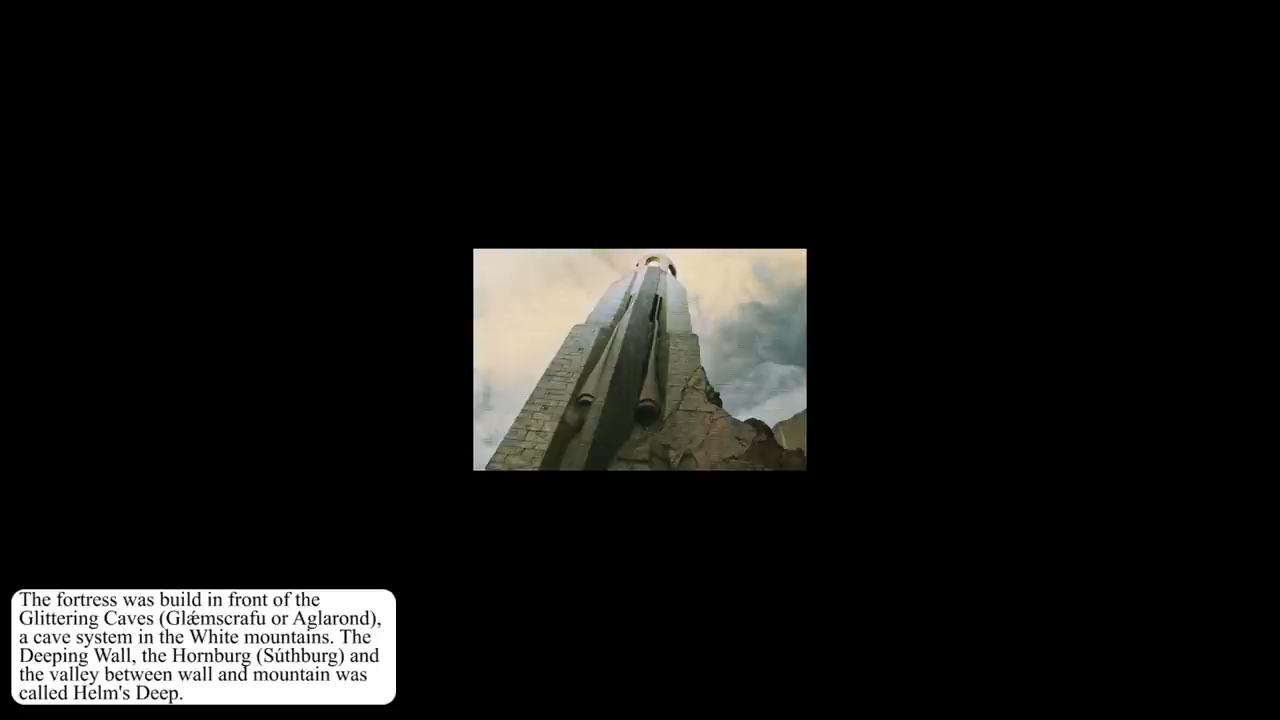 The fortress was build in front of the
Glittering Caves (Glǽmscrafu or Aglarond),
a cave system in the White mountains. The
Deeping Wall, the Hornburg (Súthburg) and
the valley between wall and mountain was
called Helm's Deep.